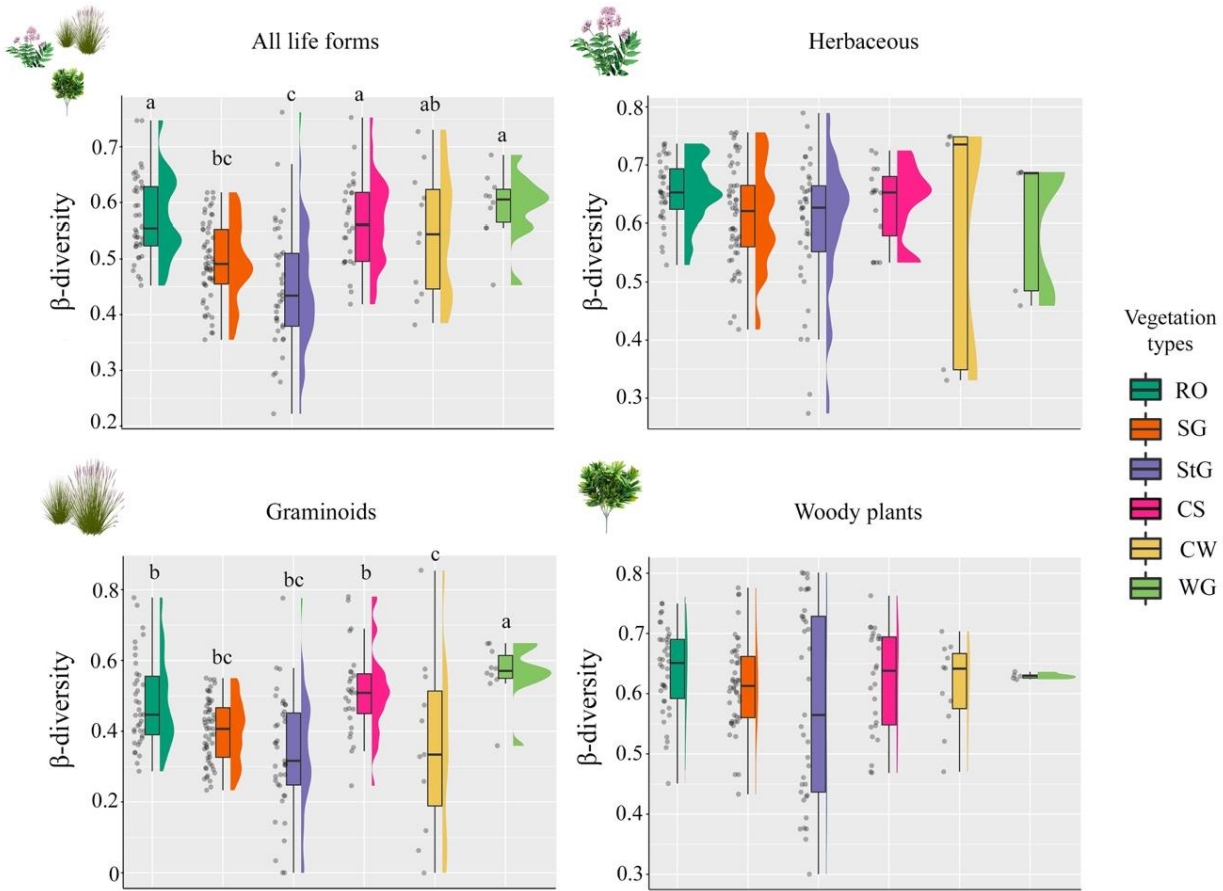 All life forms
Herbaceous
a
bc
c
a
ab
a
β-diversity
0.7
0.6
0.5
0.4
0.3
0.2
β-diversity
0.8
0.7
0.6
0.5
0.4
0.3
Vegetation
types
RO
SG
StG
CS
CW
WG
Graminoids
Woody plants
b
bc
bc
b
c
a
β-diversity
0.8
0.6
0.4
0.2
0
β-diversity
0.8
0.7
0.6
0.5
0.4
0.3